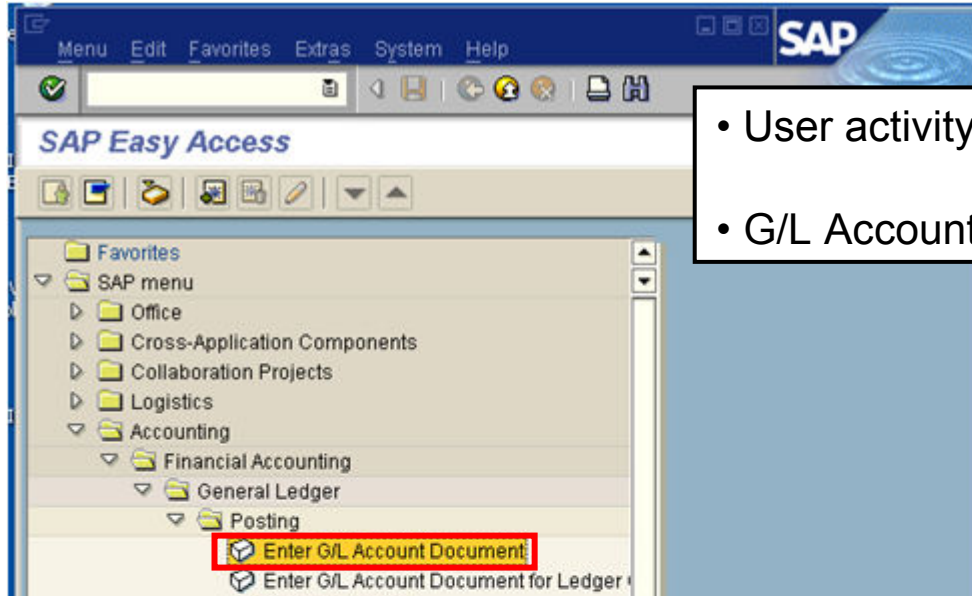 Menu Edit Favorites Extras System Help
SAP
SAP Easy Access
• User activity
• G/L Account
Favorites
SAP menu
Office
Cross-Application Components
Collaboration Projects
Logistics
Accounting
Financial Accounting
General Ledger
Posting
Enter G/L Account Document
Enter G/L Account Document for Ledger